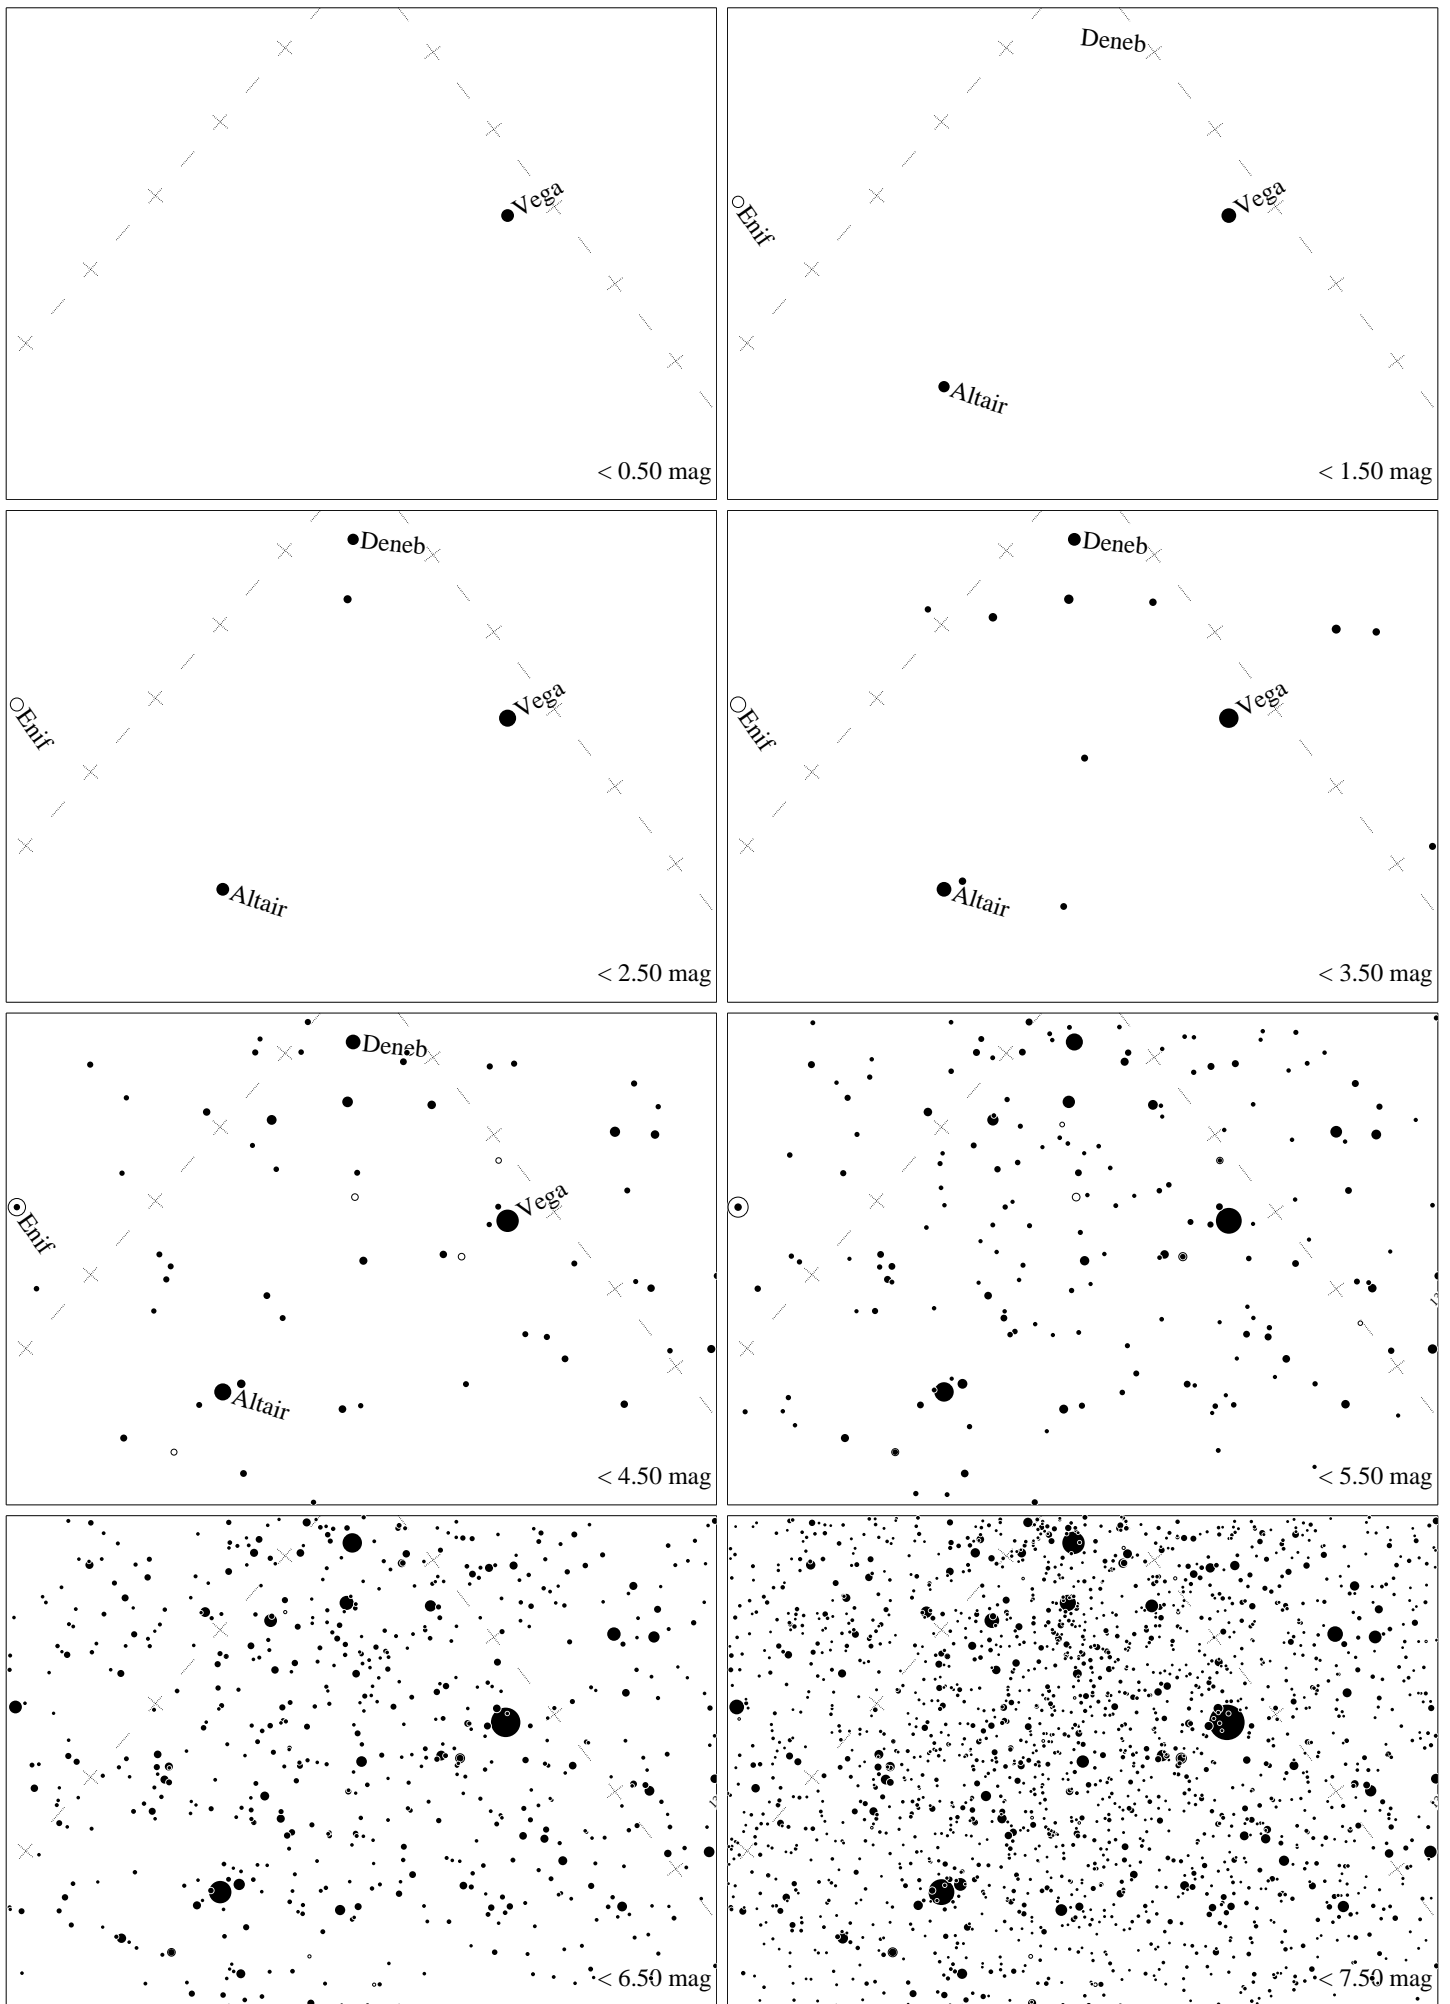 Vega
< 0.50 mag
Deneb
Enif
Vega
Altair
< 1.50 mag
Deneb
Enif
Vega
Altair
< 2.50 mag
Deneb
Enif
Vega
Altair
< 3.50 mag
Deneb
Enif
Vega
Altair
< 4.50 mag
< 5.50 mag
< 6.50 mag
< 7.50 mag